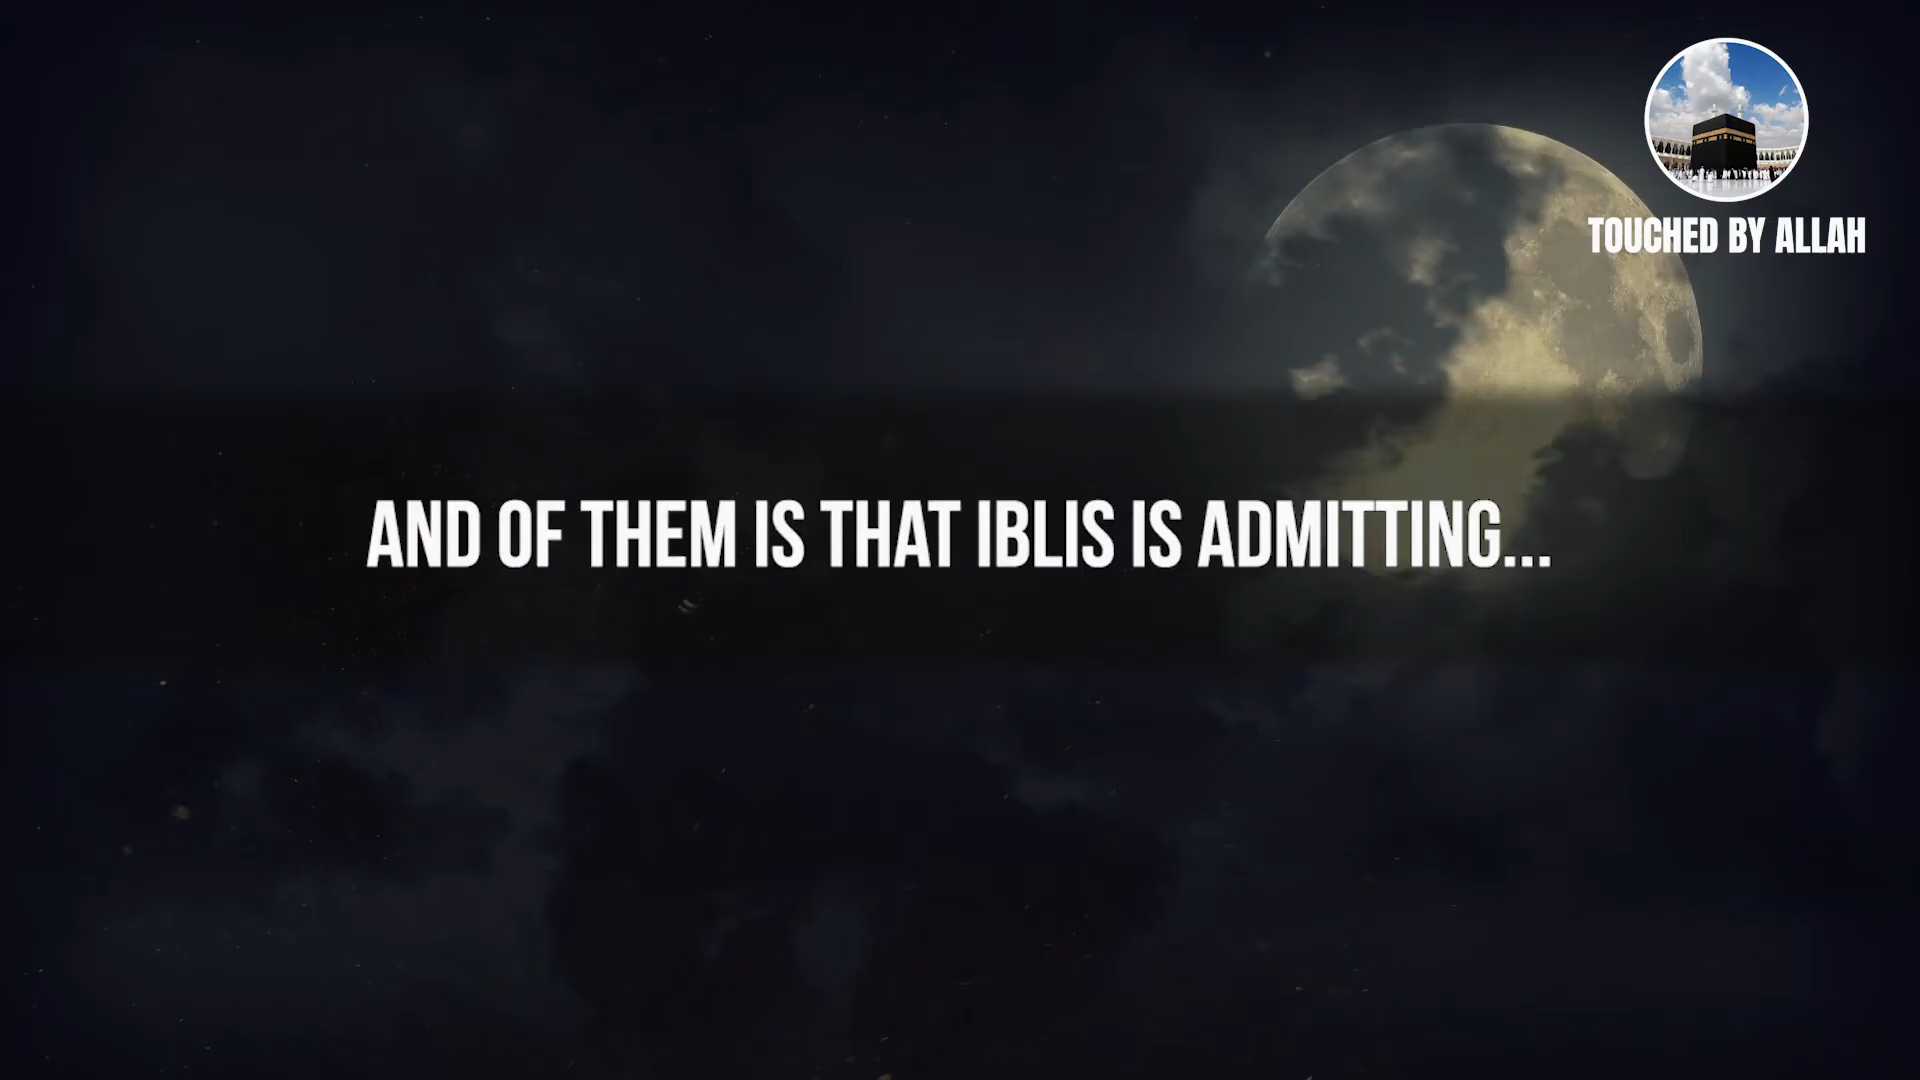 TOUCHED BY ALLAH
AND OF THEM IS THAT IBLIS IS ADMITTING...